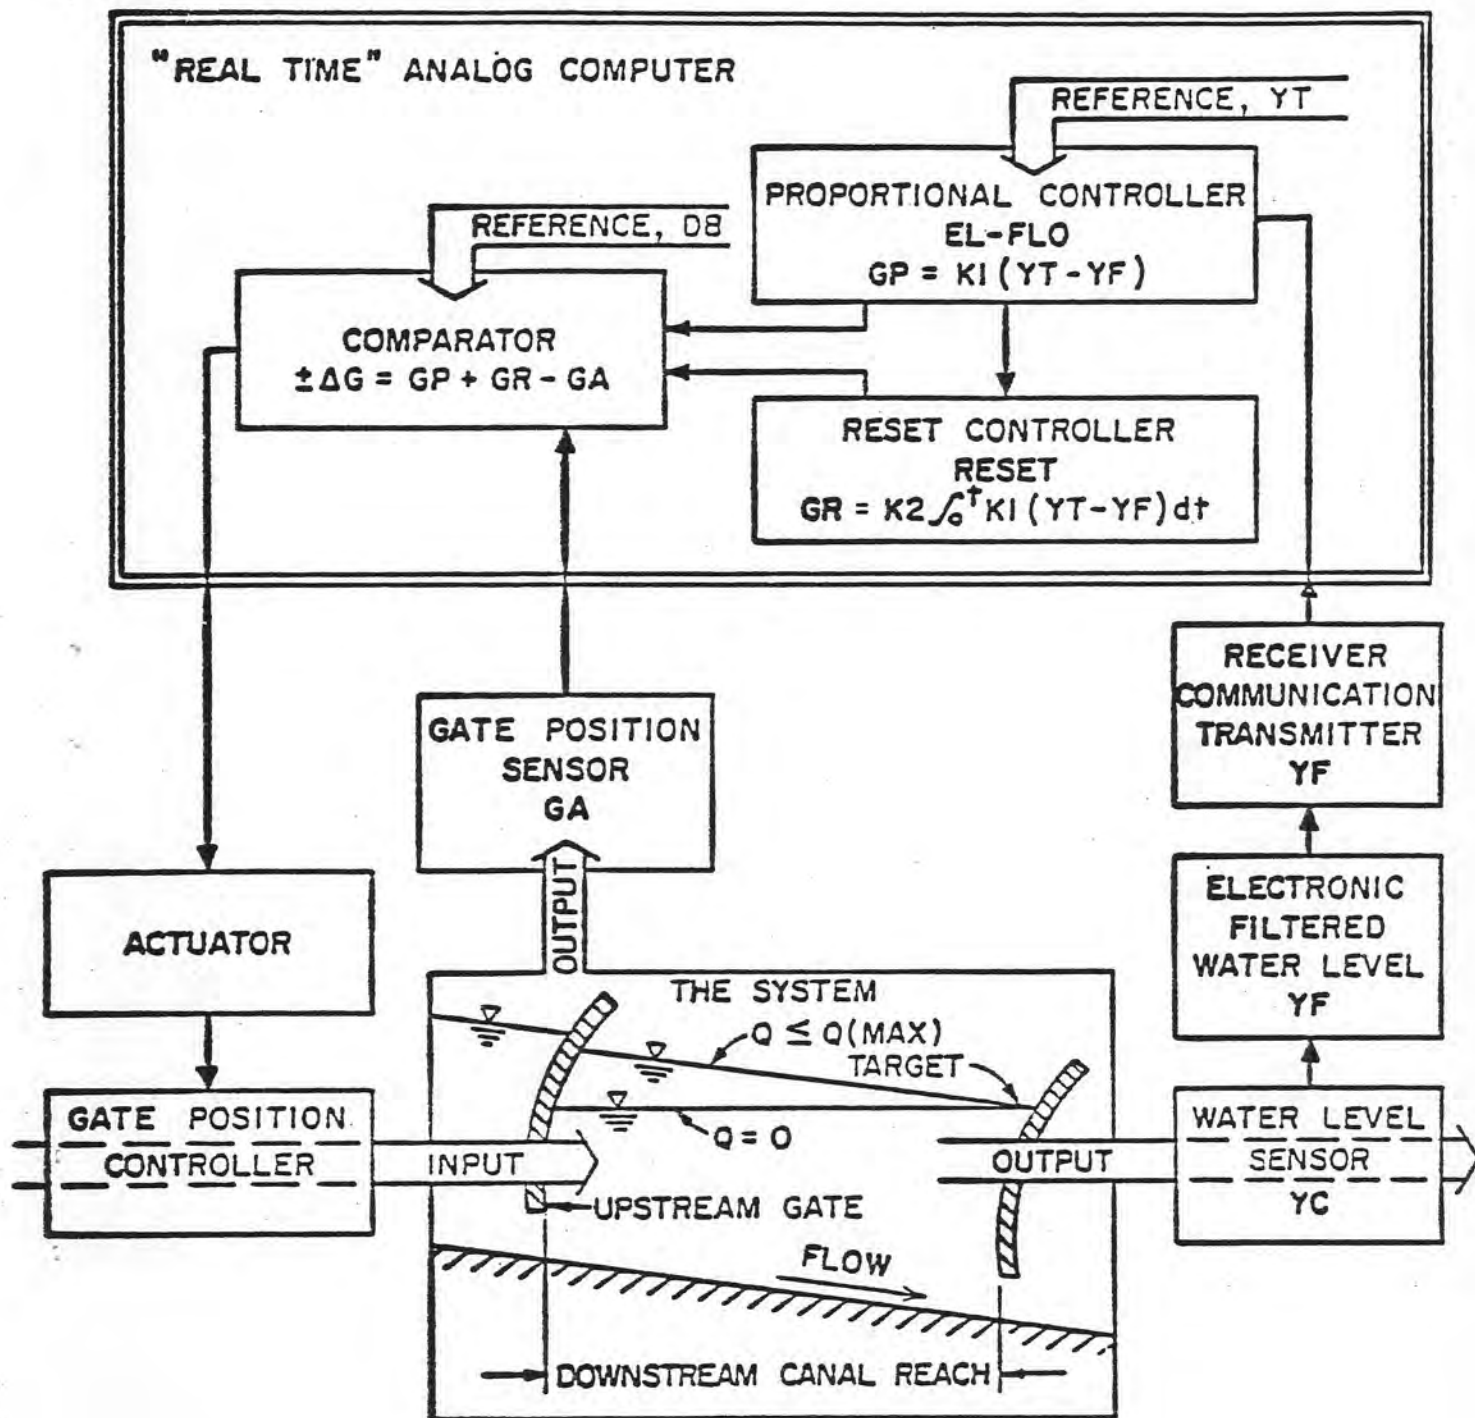 "REAL TIME" ANALOG COMPUTER
REFERENCE, YT
PROPORTIONAL CONTROLLER
EL-FLO
GP = K1 (YT-YF)
REFERENCE, DB
COMPARATOR
±ΔG = GP + GR - GA
RESET CONTROLLER
RESET
GR = K2 ∫₀ᵗ K1 (YT-YF) dt
RECEIVER
COMMUNICATION
TRANSMITTER
YF
GATE POSITION
SENSOR
GA
OUTPUT
ELECTRONIC
FILTERED
WATER LEVEL
YF
ACTUATOR
THE SYSTEM
Q ≤ Q(MAX)
TARGET
Q = 0
GATE POSITION
CONTROLLER
INPUT
OUTPUT
WATER LEVEL
SENSOR
YC
UPSTREAM GATE
FLOW
DOWNSTREAM CANAL REACH